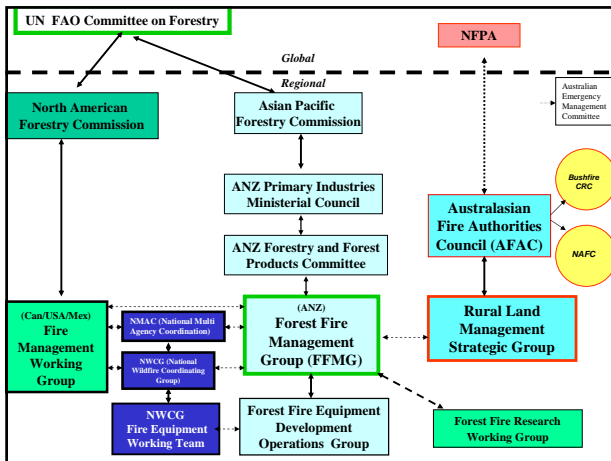 UN FAO Committee on Forestry
NFPA
Global
Regional
North American
Forestry Commission
Asian Pacific
Forestry Commission
Australian
Emergency
Management
Committee
ANZ Primary Industries
Ministerial Council
Bushfire
CRC
Australasian
Fire Authorities
Council (AFAC)
NAFC
ANZ Forestry and Forest
Products Committee
(Can/USA/Mex)
Fire
Management
Working
Group
NMAC (National Multi
Agency Coordination)
NWCG (National
Wildfire Coordinating
Group)
NWCG
Fire Equipment
Working Team
(ANZ)
Forest Fire
Management
Group (FFMG)
Rural Land
Management
Strategic Group
Forest Fire Equipment
Development
Operations Group
Forest Fire Research
Working Group